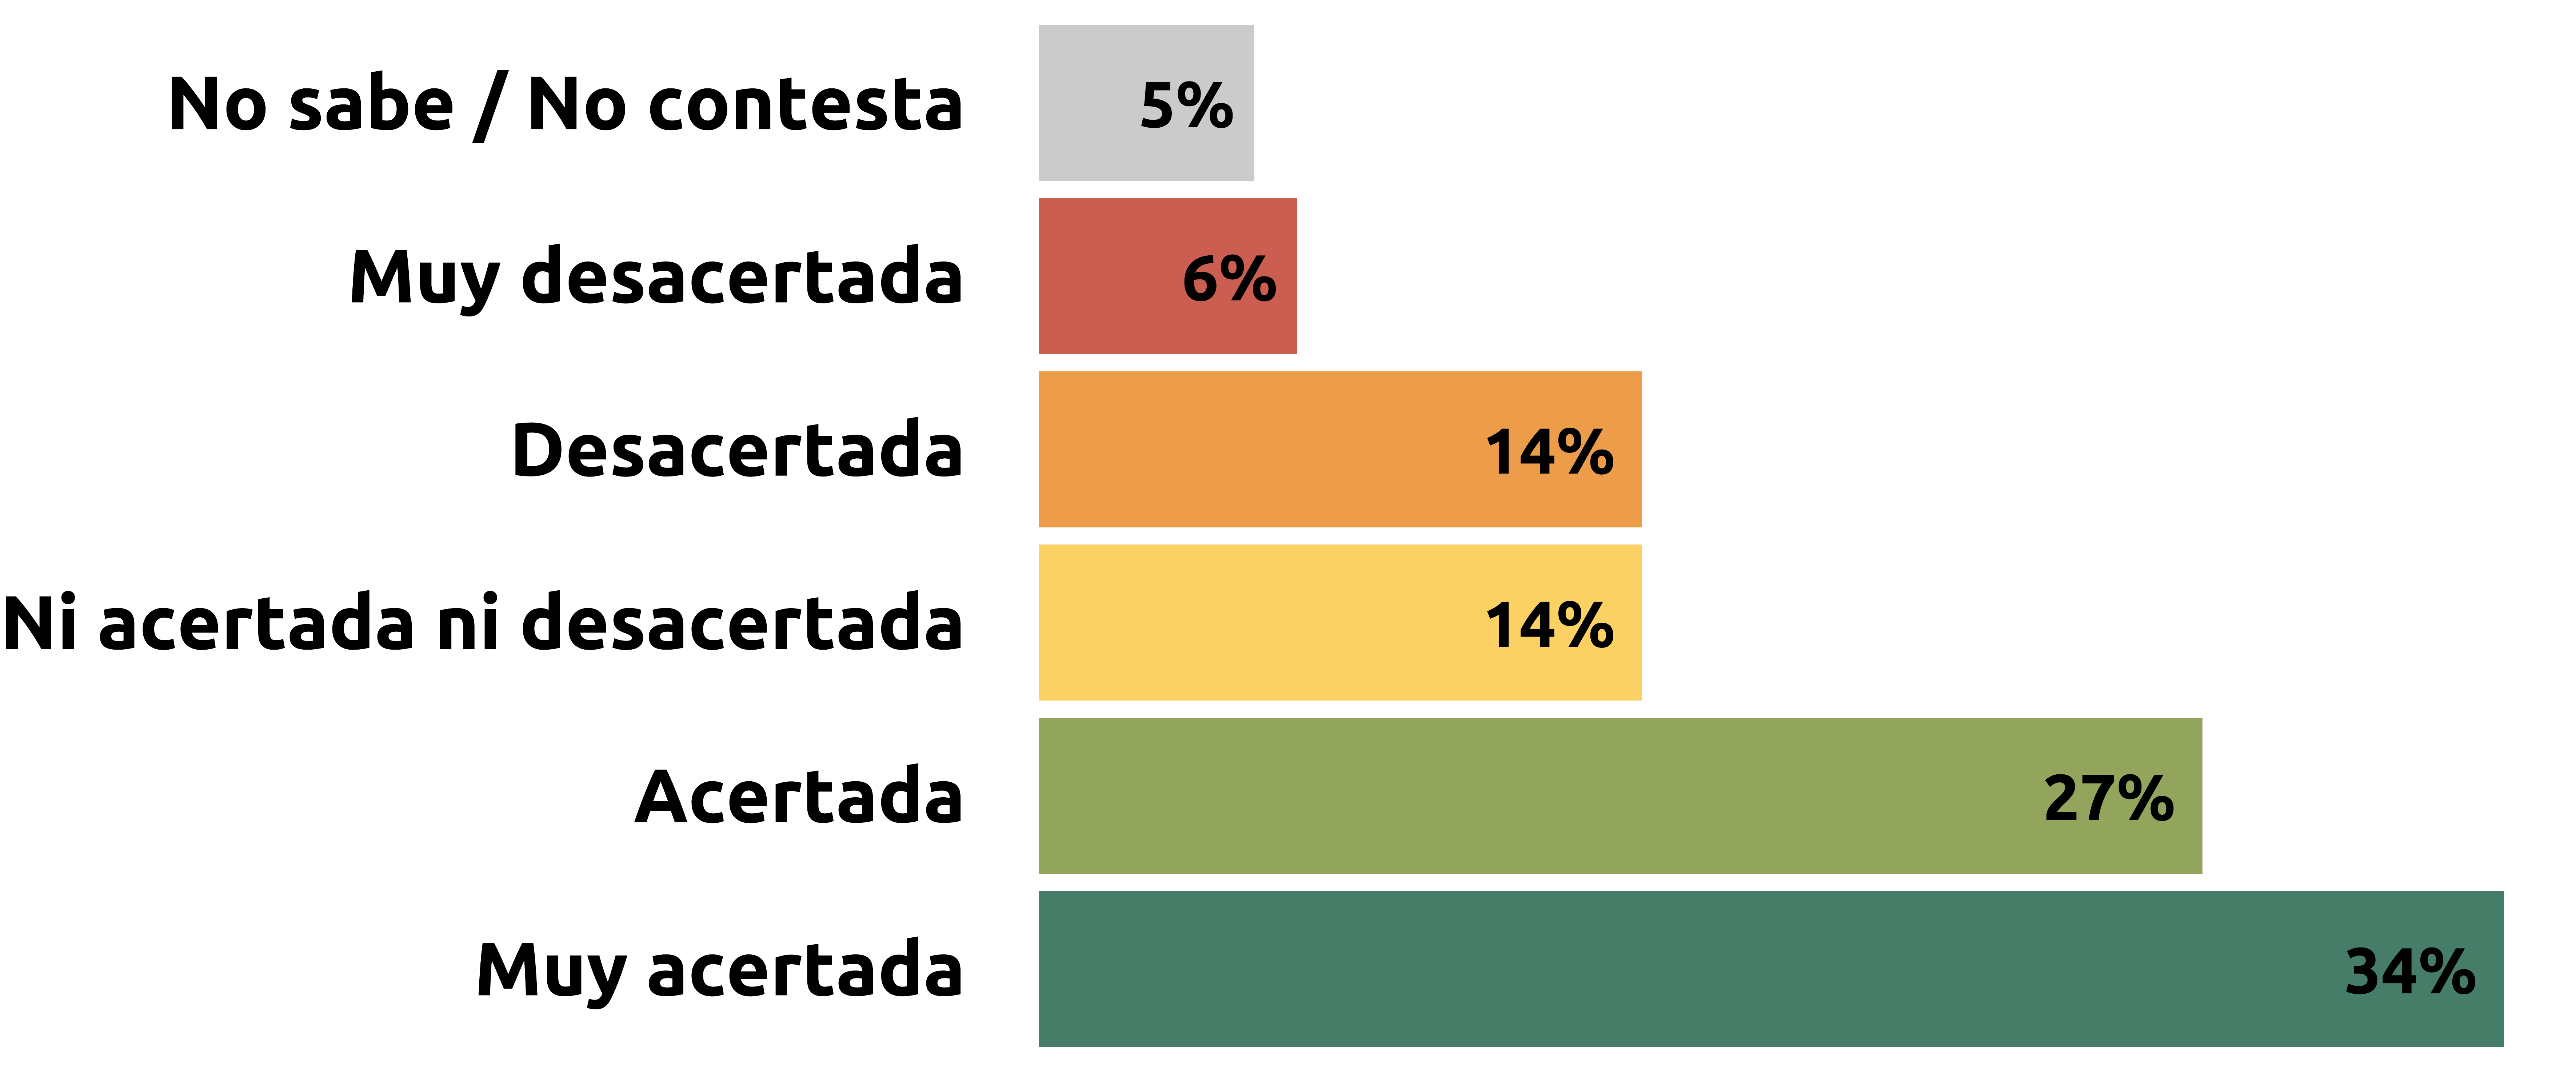 No sabe / No contesta 5%
Muy desacertada 6%
Desacertada 14%
Ni acertada ni desacertada 14%
Acertada 27%
Muy acertada 34%